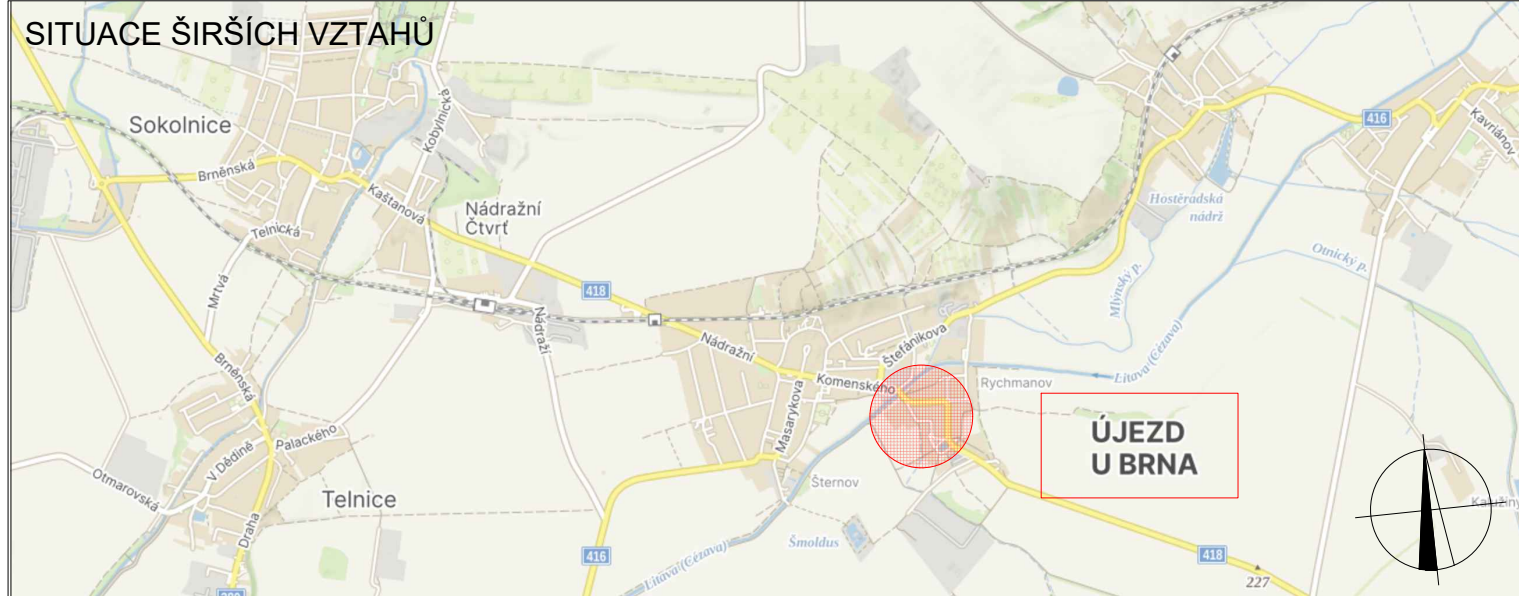 SITUACE ŠIRŠÍCH VZTAHŮ
Sokolnice
Kobylnická
Brněnská
Kaštanová
Telnická
Nádražní
Čtvrť
Mrtvá
418
Nádraží
Nádražní
Brněnská
Palackého
V Dědině
Otmarovská
Draha
Telnice
Masarykova
Komenského
Štefánikova
Rychmanov
Šternov
Šmoldus
416
Litava (Cézava)
Litava (Cézava)
Mlýnský p.
Hostěradská
nádrž
Otnický p.
416
Kavriánov
ÚJEZD
U BRNA
418
227